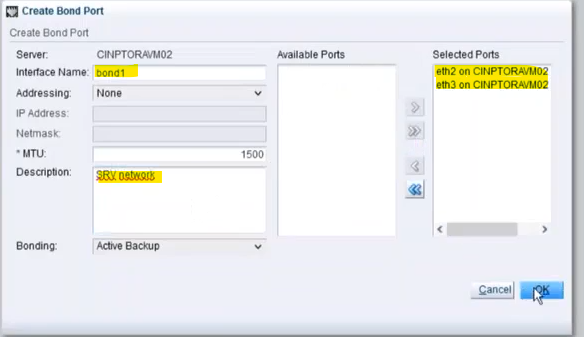 Create Bond Port
Create Bond Port
Server: CINPTORAVM02
Interface Name: bond1
Addressing: None
IP Address:
Netmask:
* MTU: 1500
Description: SRV network
Bonding: Active Backup
Available Ports
Selected Ports
eth2 on CINPTORAVM02
eth3 on CINPTORAVM02
Cancel
OK